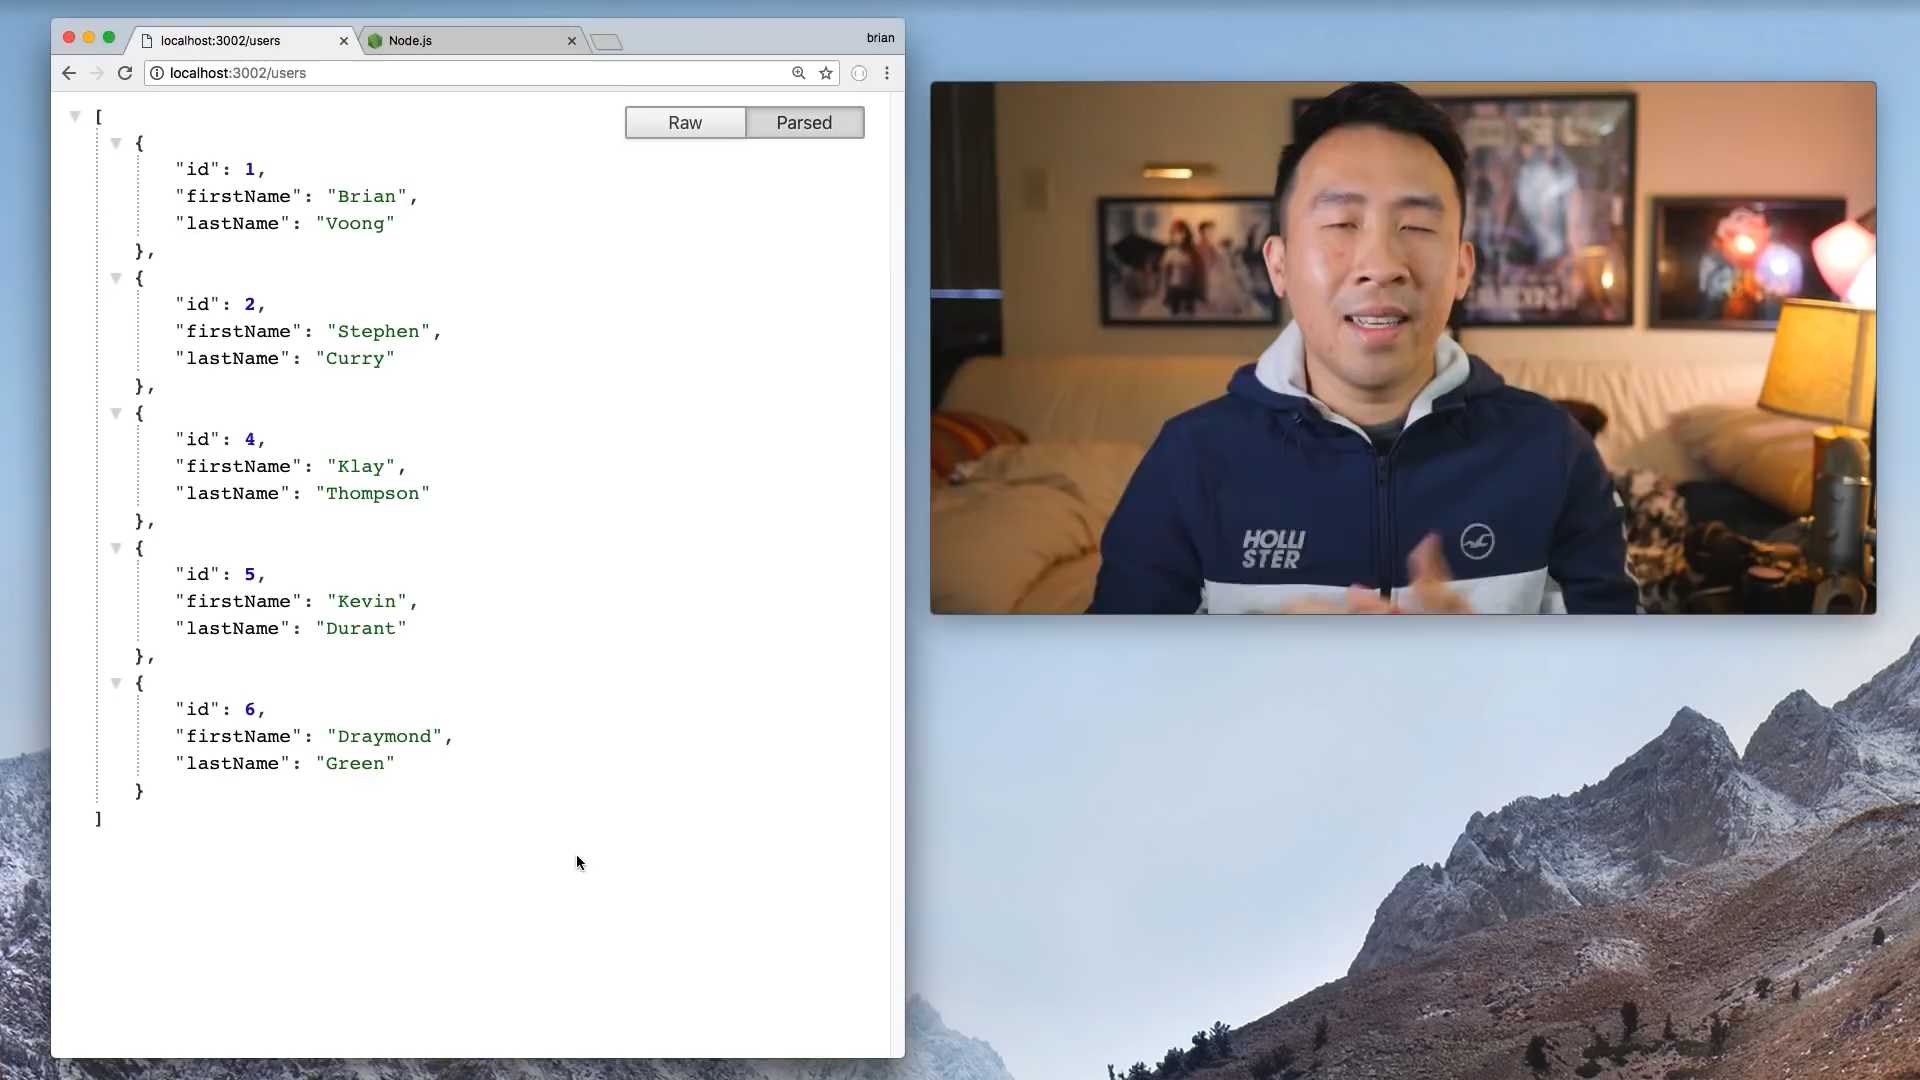 localhost:3002/users
Node.js
brian
localhost:3002/users
Raw
Parsed
[
{
"id": 1,
"firstName": "Brian",
"lastName": "Voong"
},
{
"id": 2,
"firstName": "Stephen",
"lastName": "Curry"
},
{
"id": 4,
"firstName": "Klay",
"lastName": "Thompson"
},
{
"id": 5,
"firstName": "Kevin",
"lastName": "Durant"
},
{
"id": 6,
"firstName": "Draymond",
"lastName": "Green"
}
]
HOLLI
STER